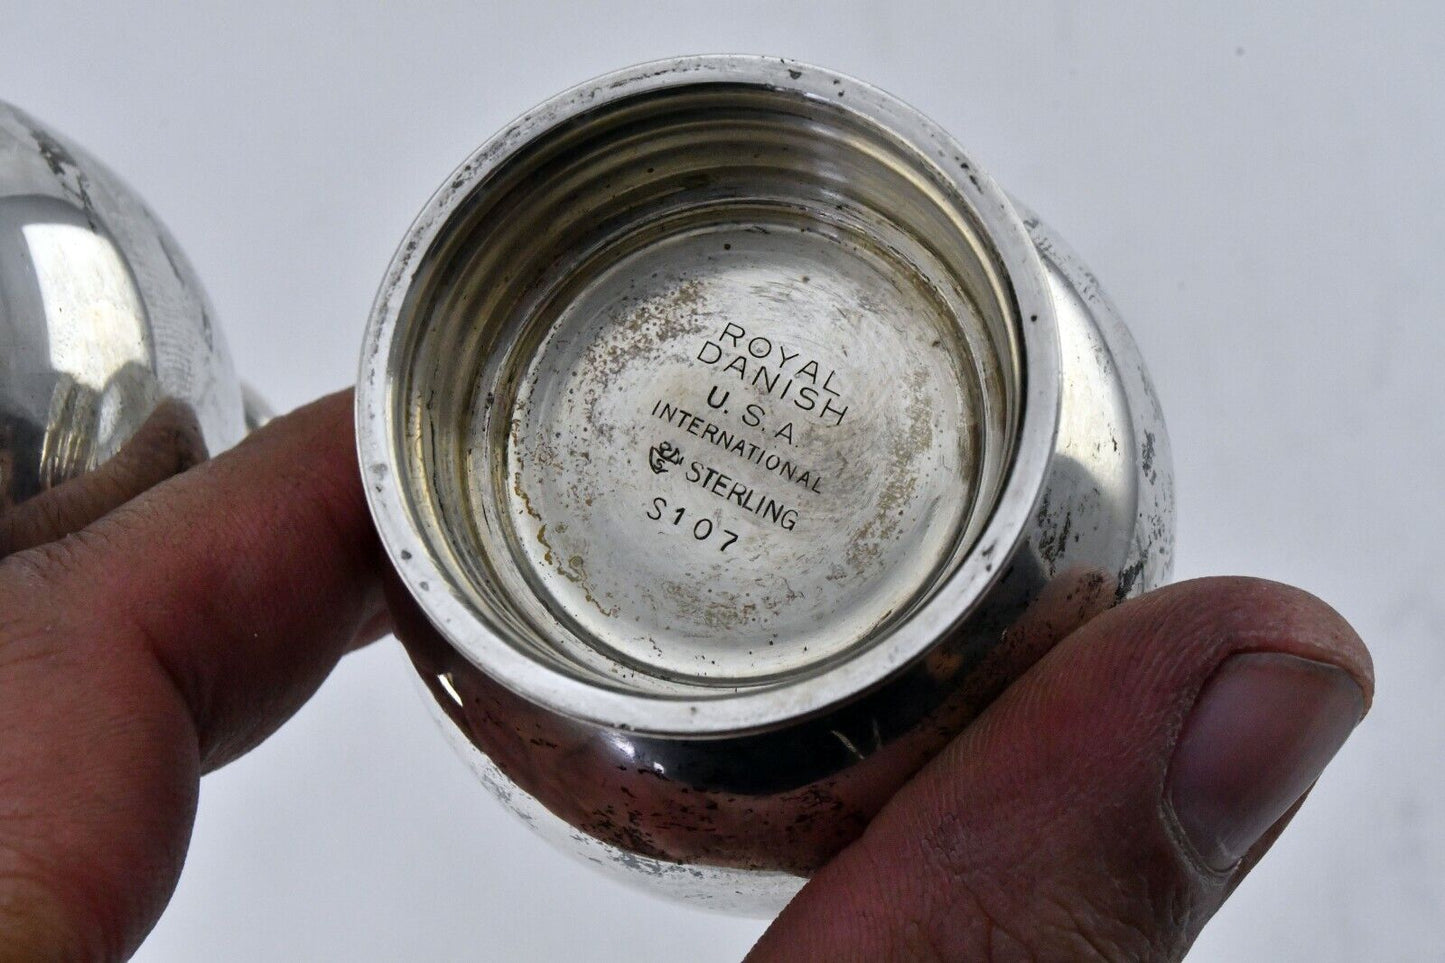 ROYAL
DANISH
U.S.A.
INTERNATIONAL
STERLING
S107